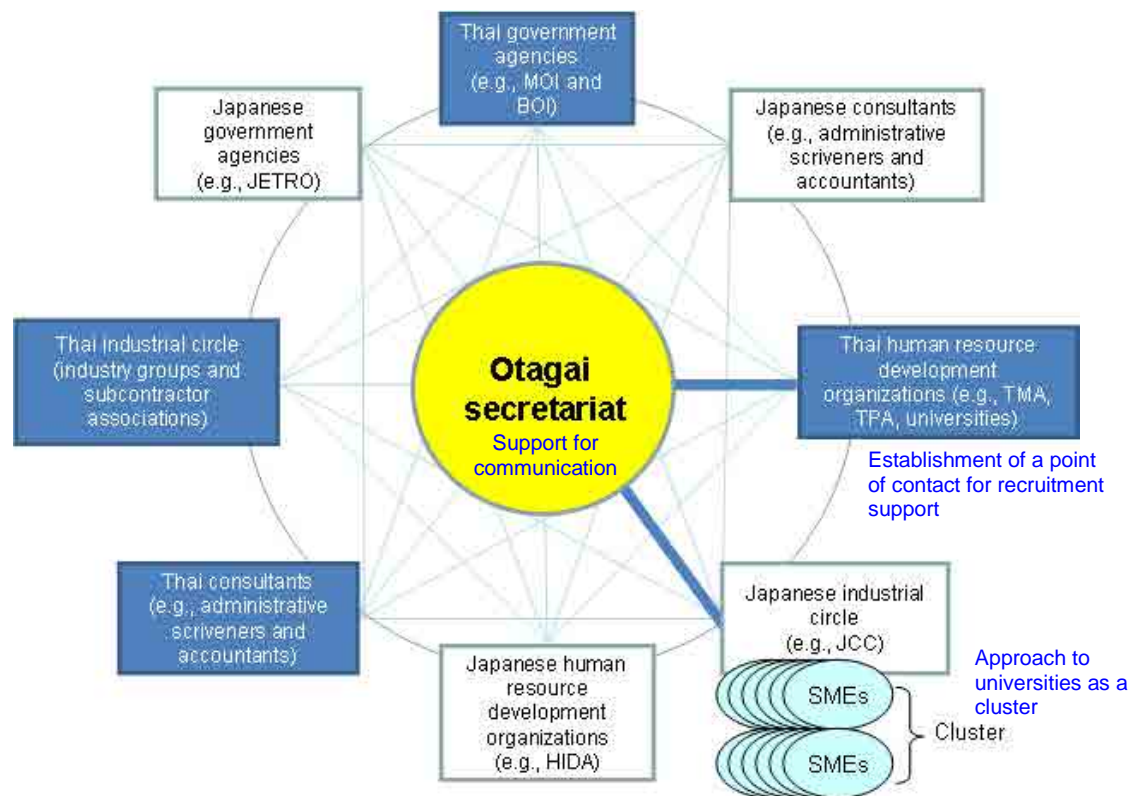 Thai government
agencies
(e.g., MOI and
BOI)
Japanese
government
agencies
(e.g., JETRO)
Japanese consultants
(e.g., administrative
scriveners and
accountants)
Thai industrial circle
(industry groups and
subcontractor
associations)
Otagai
secretariat
Support for
communication
Thai human resource
development
organizations (e.g., TMA,
TPA, universities)
Establishment of a point
of contact for recruitment
support
Thai consultants
(e.g., administrative
scriveners and
accountants)
Japanese human
resource
development
organizations
(e.g., HIDA)
Japanese industrial
circle
(e.g., JCC)
SMEs
SMEs
Cluster
Approach to
universities as a
cluster